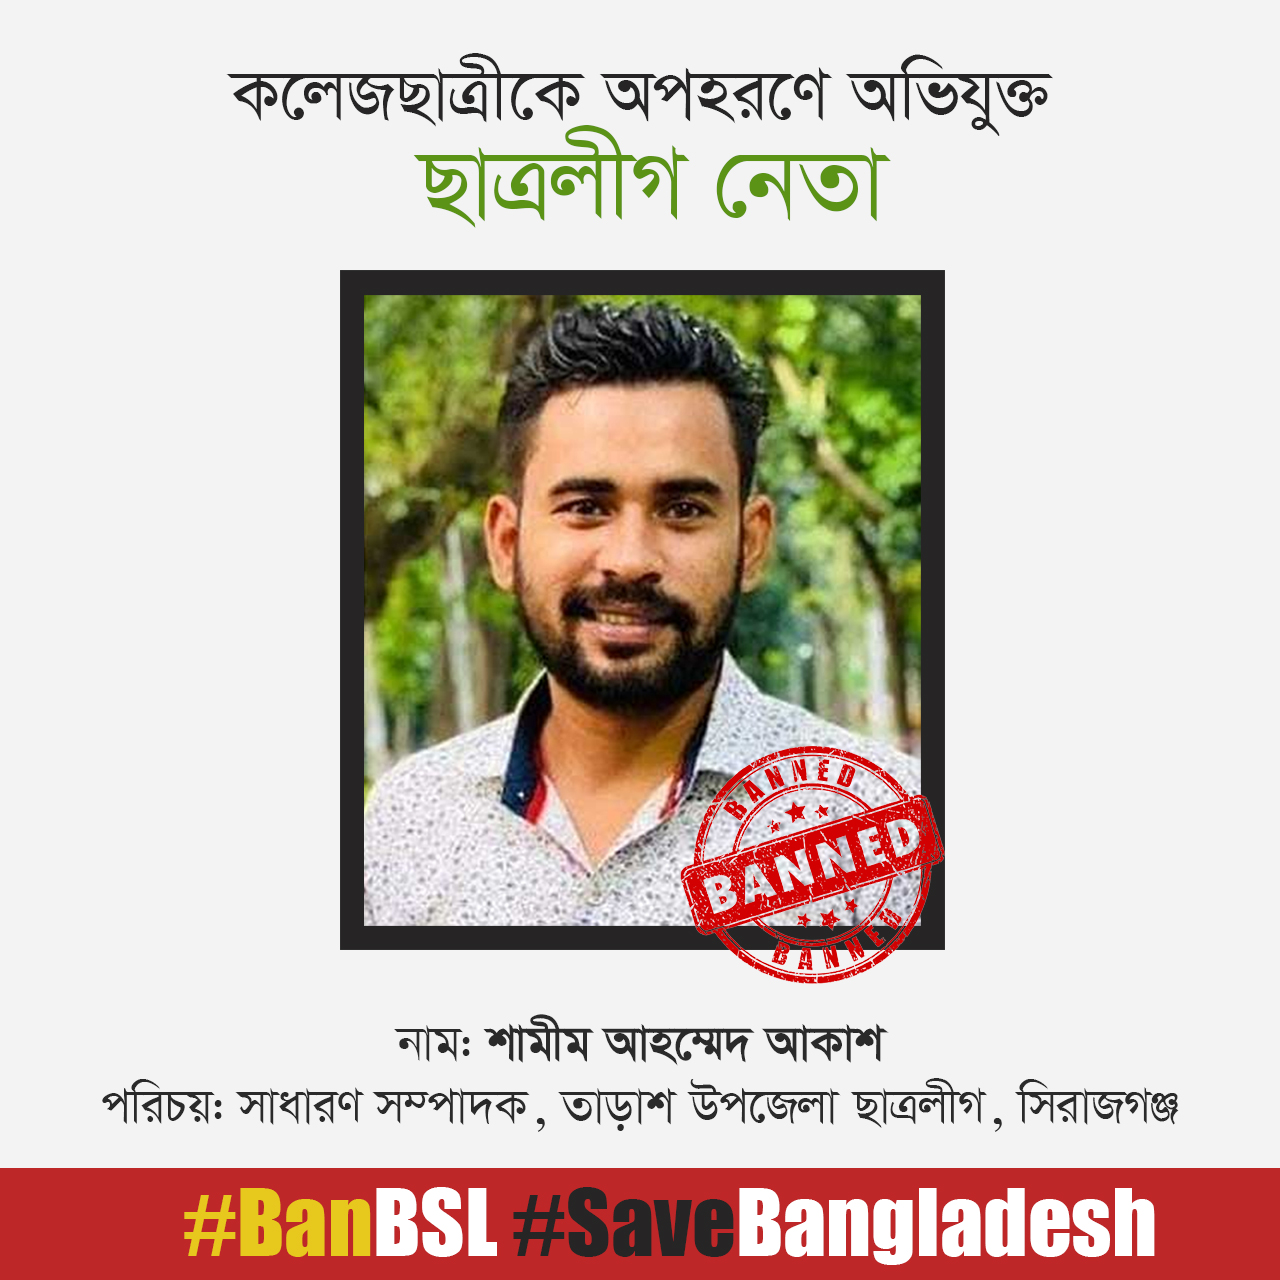 কলেজছাত্রীকে অপহরণে অভিযুক্ত
ছাত্রলীগ নেতা
BANNED
BANNED
BANNED
নাম: শামীম আহম্মেদ আকাশ
পরিচয়: সাধারণ সম্পাদক, তাড়াশ উপজেলা ছাত্রলীগ, সিরাজগঞ্জ
#BanBSL #SaveBangladesh